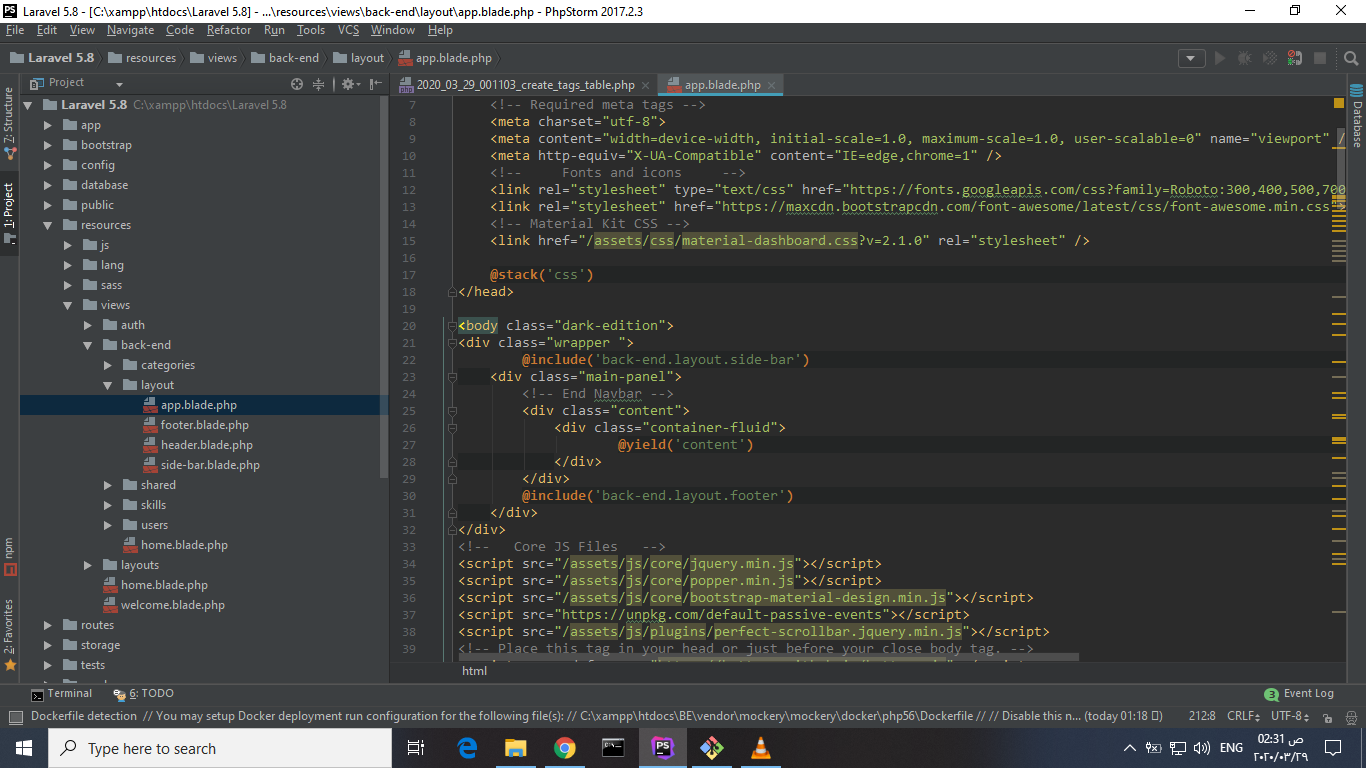 Laravel 5.8 - [C:\xampp\htdocs\Laravel 5.8] - ...\resources\views\back-end\layout\app.blade.php - PhpStorm 2017.2.3
File Edit View Navigate Code Refactor Run Tools VCS Window Help
Laravel 5.8 resources views back-end layout app.blade.php
Project
2020_03_29_001103_create_tags_table.php app.blade.php
7: Structure
1: Project
npm
2: Favorites
Database
Laravel 5.8 C:\xampp\htdocs\Laravel 5.8
app
bootstrap
config
database
public
resources
js
lang
sass
views
auth
back-end
categories
layout
app.blade.php
footer.blade.php
header.blade.php
side-bar.blade.php
shared
skills
users
home.blade.php
layouts
home.blade.php
welcome.blade.php
routes
storage
tests
7 <!-- Required meta tags -->
8 <meta charset="utf-8">
9 <meta content="width=device-width, initial-scale=1.0, maximum-scale=1.0, user-scalable=0" name="viewport" /
10 <meta http-equiv="X-UA-Compatible" content="IE=edge,chrome=1" />
11 <!-- Fonts and icons -->
12 <link rel="stylesheet" type="text/css" href="https://fonts.googleapis.com/css?family=Roboto:300,400,500,700
13 <link rel="stylesheet" href="https://maxcdn.bootstrapcdn.com/font-awesome/latest/css/font-awesome.min.css"
14 <!-- Material Kit CSS -->
15 <link href="/assets/css/material-dashboard.css?v=2.1.0" rel="stylesheet" />
16
17 @stack('css')
18 </head>
19
20 <body class="dark-edition">
21 <div class="wrapper ">
22 @include('back-end.layout.side-bar')
23 <div class="main-panel">
24 <!-- End Navbar -->
25 <div class="content">
26 <div class="container-fluid">
27 @yield('content')
28 </div>
29 </div>
30 @include('back-end.layout.footer')
31 </div>
32 </div>
33 <!-- Core JS Files -->
34 <script src="/assets/js/core/jquery.min.js"></script>
35 <script src="/assets/js/core/popper.min.js"></script>
36 <script src="/assets/js/core/bootstrap-material-design.min.js"></script>
37 <script src="https://unpkg.com/default-passive-events"></script>
38 <script src="/assets/js/plugins/perfect-scrollbar.jquery.min.js"></script>
39 <!-- Place this tag in your head or just before your close body tag. -->
html
Terminal 6: TODO 3 Event Log
Dockerfile detection // You may setup Docker deployment run configuration for the following file(s): // C:\xampp\htdocs\BE\vendor\mockery\mockery\docker\php56\Dockerfile // // Disable this n... (today 01:18 ) 212:8 CRLF UTF-8
Type here to search
ENG
02:31 ص
٢٠٢٠/٠٣/٢٩